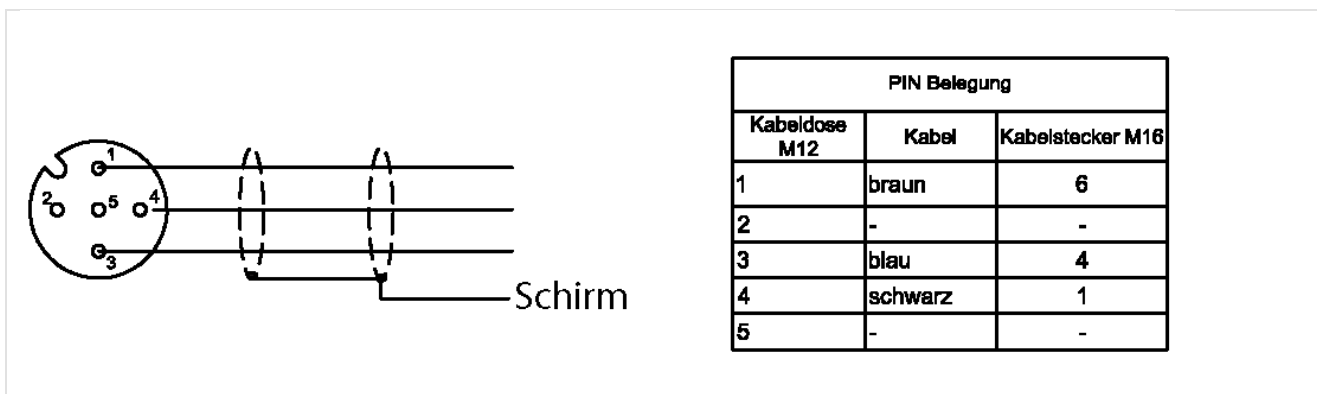 1
2
5
4
3
Schirm
PIN Belegung
Kabeldose M12 Kabel Kabelstecker M16
1 braun 6
2 - -
3 blau 4
4 schwarz 1
5 - -